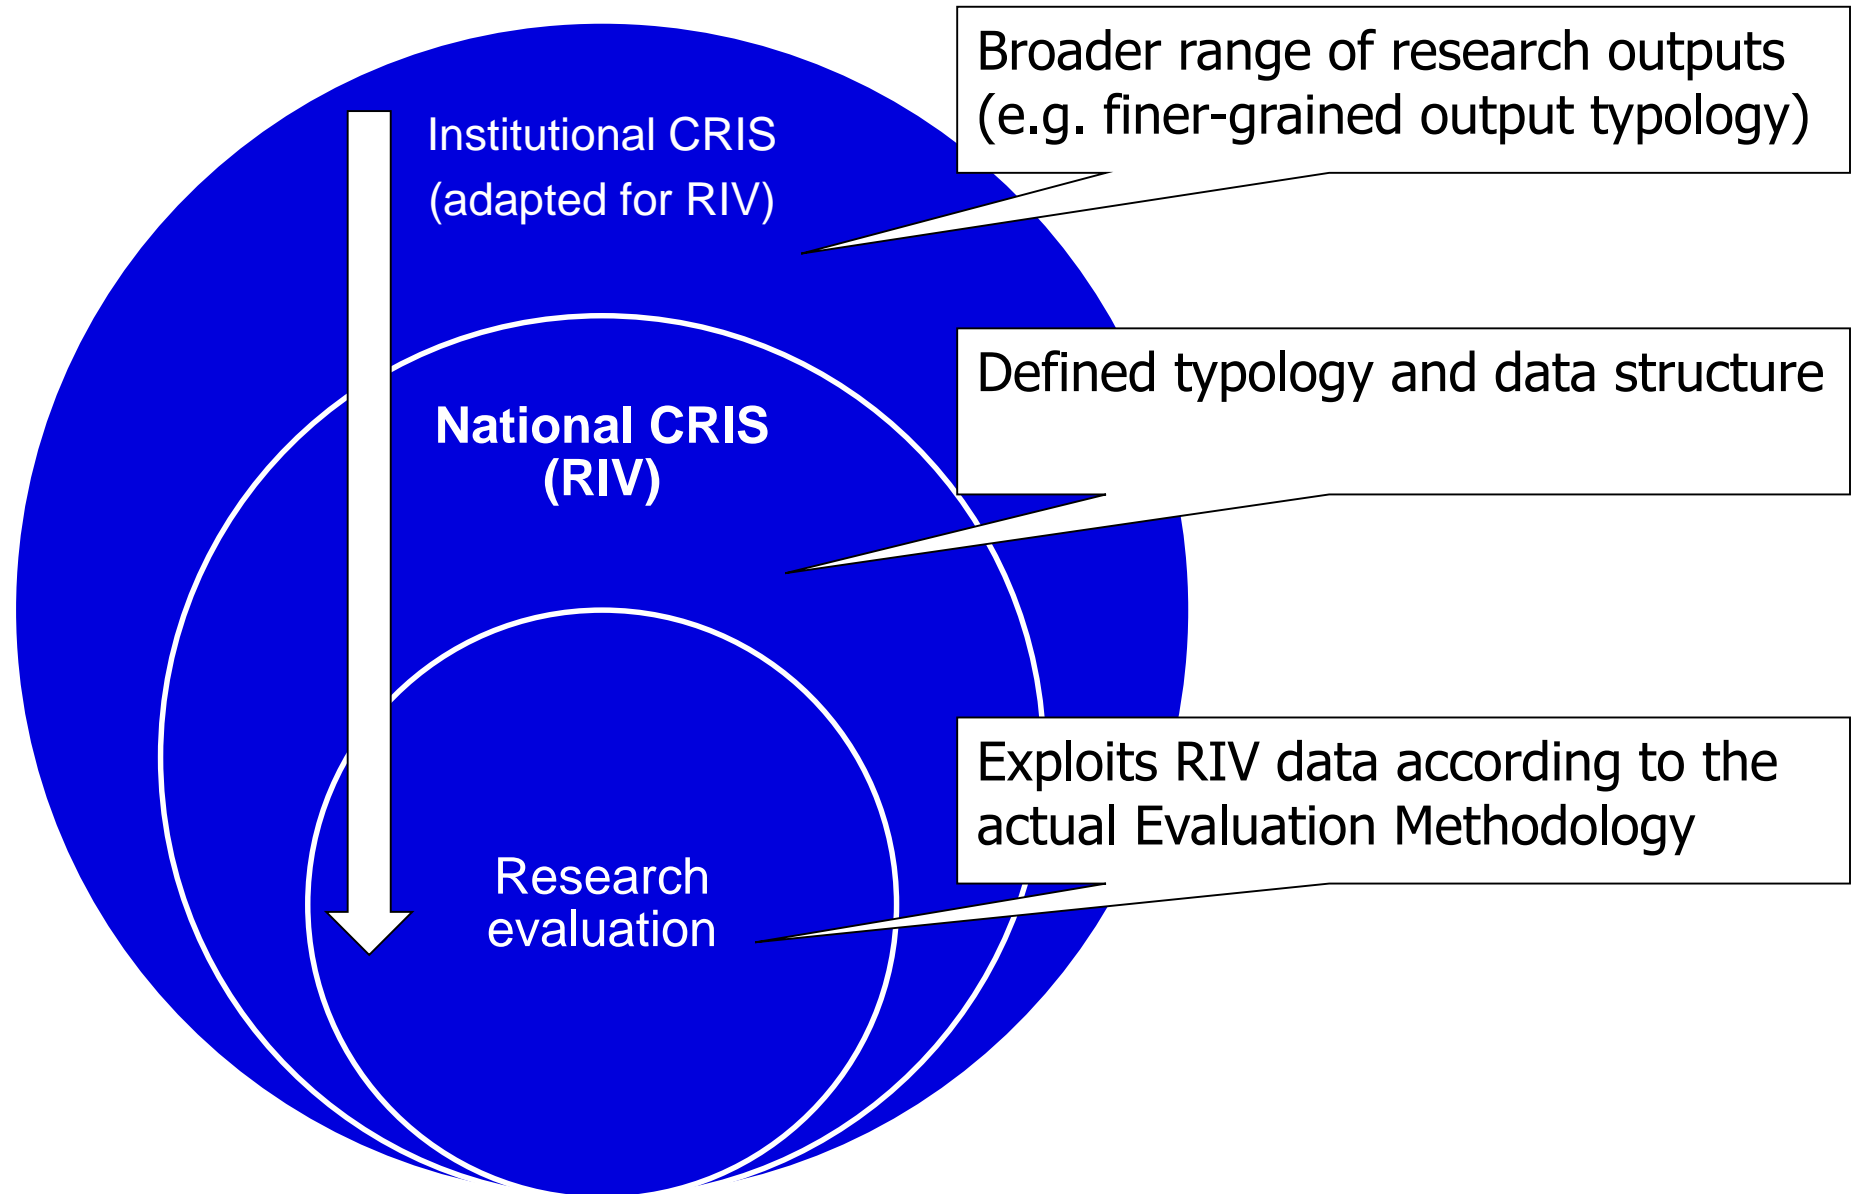 Broader range of research outputs
(e.g. finer-grained output typology)
Institutional CRIS
(adapted for RIV)
Defined typology and data structure
National CRIS
(RIV)
Exploits RIV data according to the
actual Evaluation Methodology
Research
evaluation